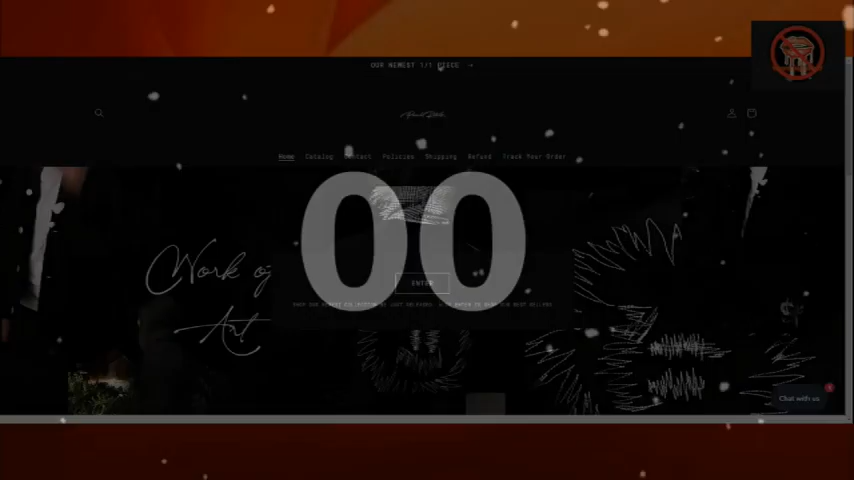 OUR NEWEST 1/1 PIECE →
Home Catalog Contact Policies Shipping Refund Track Your Order
00
Work of
Art
ENTER
Chat with us